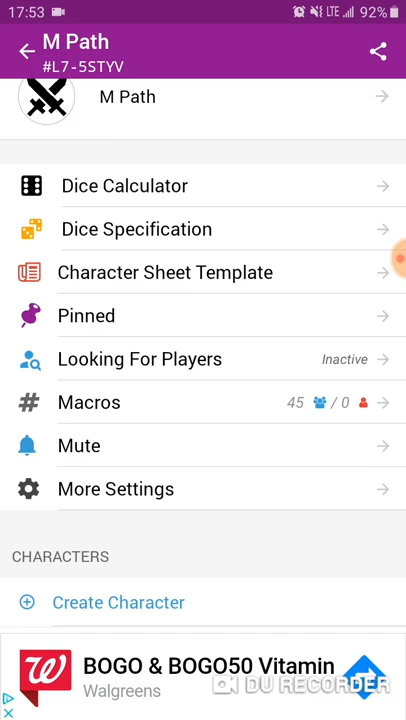 17:53 LTE 92%
M Path
#L7-5STYV
M Path
Dice Calculator
Dice Specification
Character Sheet Template
Pinned
Looking For Players Inactive
Macros 45 / 0
Mute
More Settings
CHARACTERS
Create Character
BOGO & BOGO50 Vitamin
Walgreens
DU RECORDER